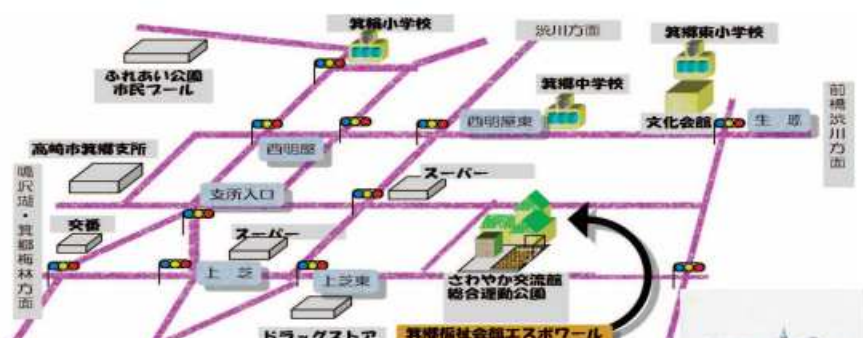 箕輪小学校
渋川方面
箕郷東小学校
ふれあい公園
市民プール
箕郷中学校
前橋渋川方面
西明屋東
文化会館
生原
高崎市箕郷支所
西明屋
鳴沢湖・箕郷梅林方面
スーパー
支所入口
交番
スーパー
上芝
上芝東
さわやか交流館
総合運動公園
ドラッグストア
箕郷福祉会館エスポワール